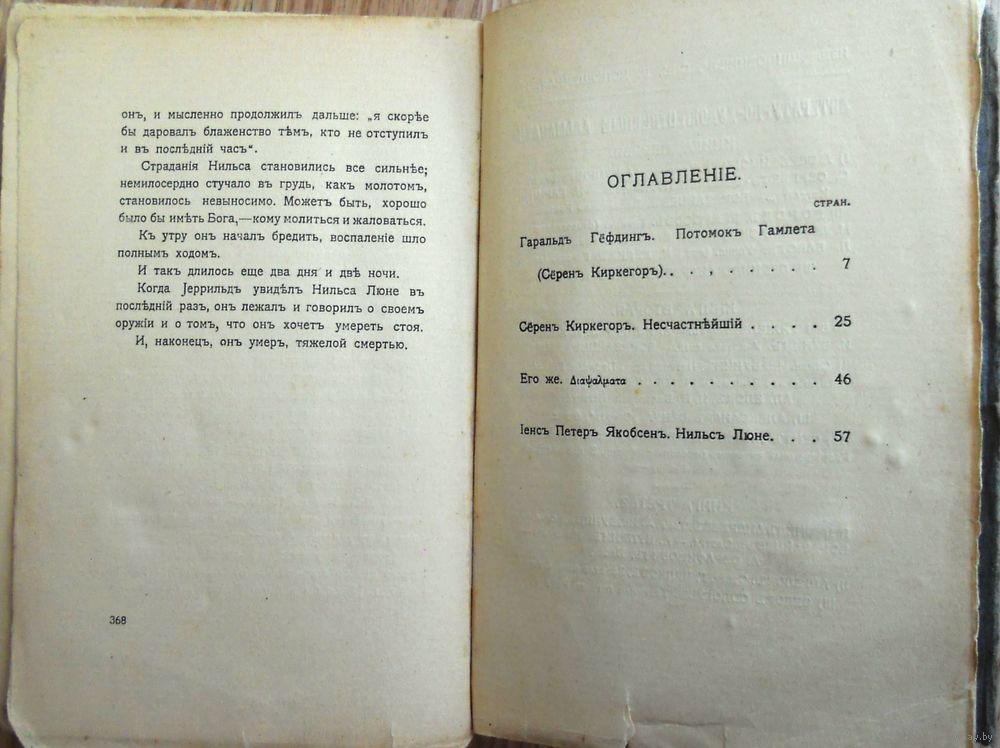 онъ, и мысленно продолжилъ дальше: „я скорѣе
бы даровалъ блаженство тѣмъ, кто не отступил
и въ послѣднiй часъ“.
Страданiя Нильса становились все сильнѣе;
немилосердно стучало въ грудь, какъ молотомъ,
становилось невыносимо. Можетъ быть, хорошо
было бы имѣть Бога,—кому молиться и жаловаться.
Къ утру онъ началъ бредить, воспаленiе шло
полнымъ ходомъ.
И такъ длилось еще два дня и двѣ ночи.
Когда Jеррильдъ увидѣлъ Нильса Люне въ
послѣднiй разъ, онъ лежалъ и говорилъ о своемъ
оружiи и о томъ, что онъ хочетъ умереть стоя.
И, наконецъ, онъ умеръ, тяжелой смертью.
368
ОГЛАВЛЕНIЕ.
СТРАН.
Гаральдъ Гёфдингъ. Потомокъ Гамлета
(Сёренъ Киркегоръ). . . . . . . . . 7
Сёренъ Киркегоръ. Несчастнѣйшiй . . . . 25
Его же. Διαψαλματα . . . . . . . . . . 46
Iенсъ Петеръ Якобсенъ. Нильсъ Люне. . . 57